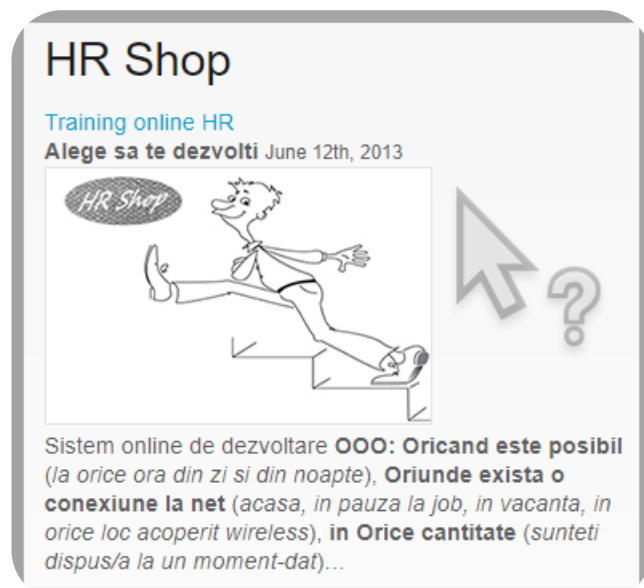 HR Shop
Training online HR
Alege sa te dezvolti June 12th, 2013
HR Shop
?
Sistem online de dezvoltare OOO: Oricand este posibil
(la orice ora din zi si din noapte), Oriunde exista o
conexiune la net (acasa, in pauza la job, in vacanta, in
orice loc acoperit wireless), in Orice cantitate (sunteti
dispus/a la un moment-dat)...